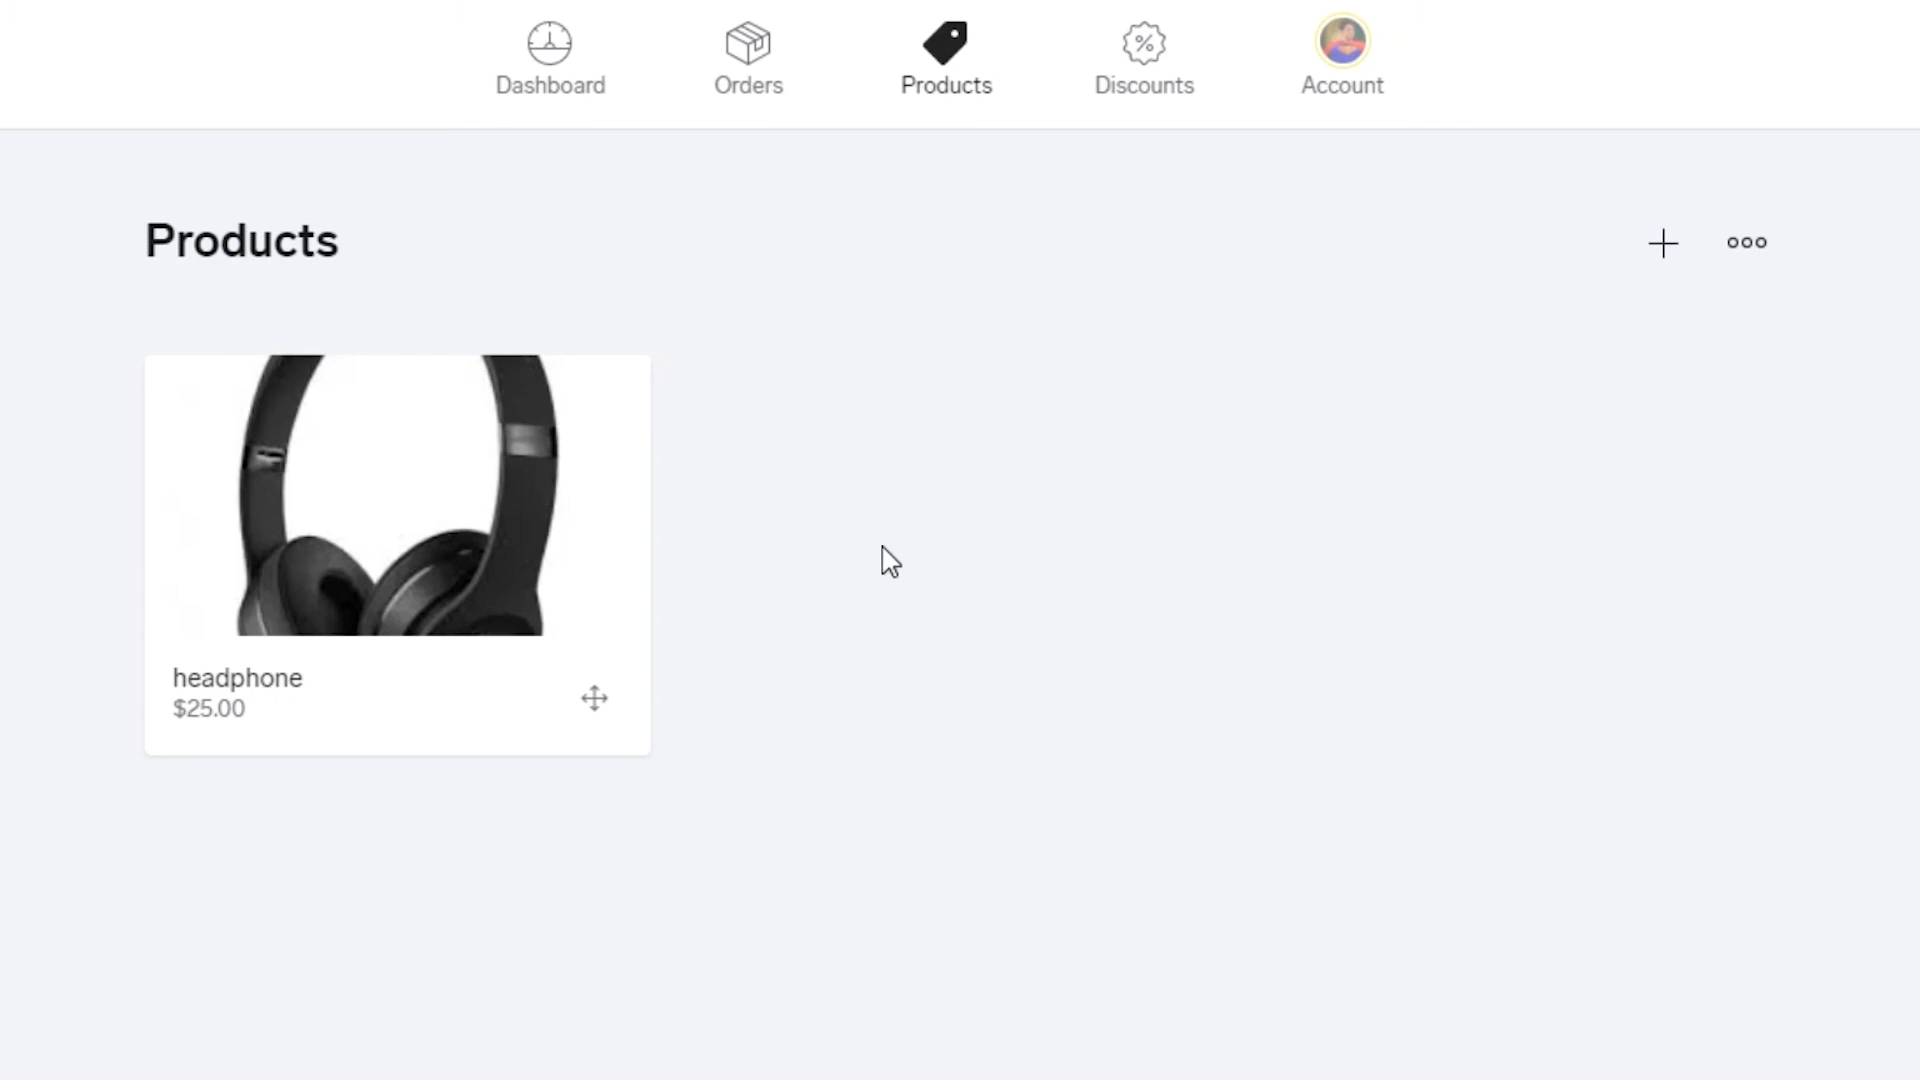 Dashboard
Orders
Products
Discounts
Account
Products
headphone
$25.00